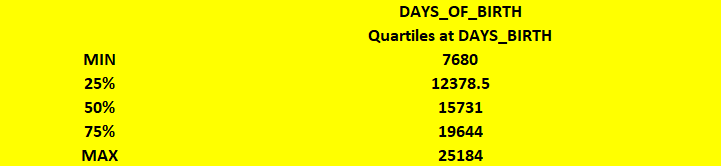 DAYS_OF_BIRTH
Quartiles at DAYS_BIRTH
MIN 7680
25% 12378.5
50% 15731
75% 19644
MAX 25184